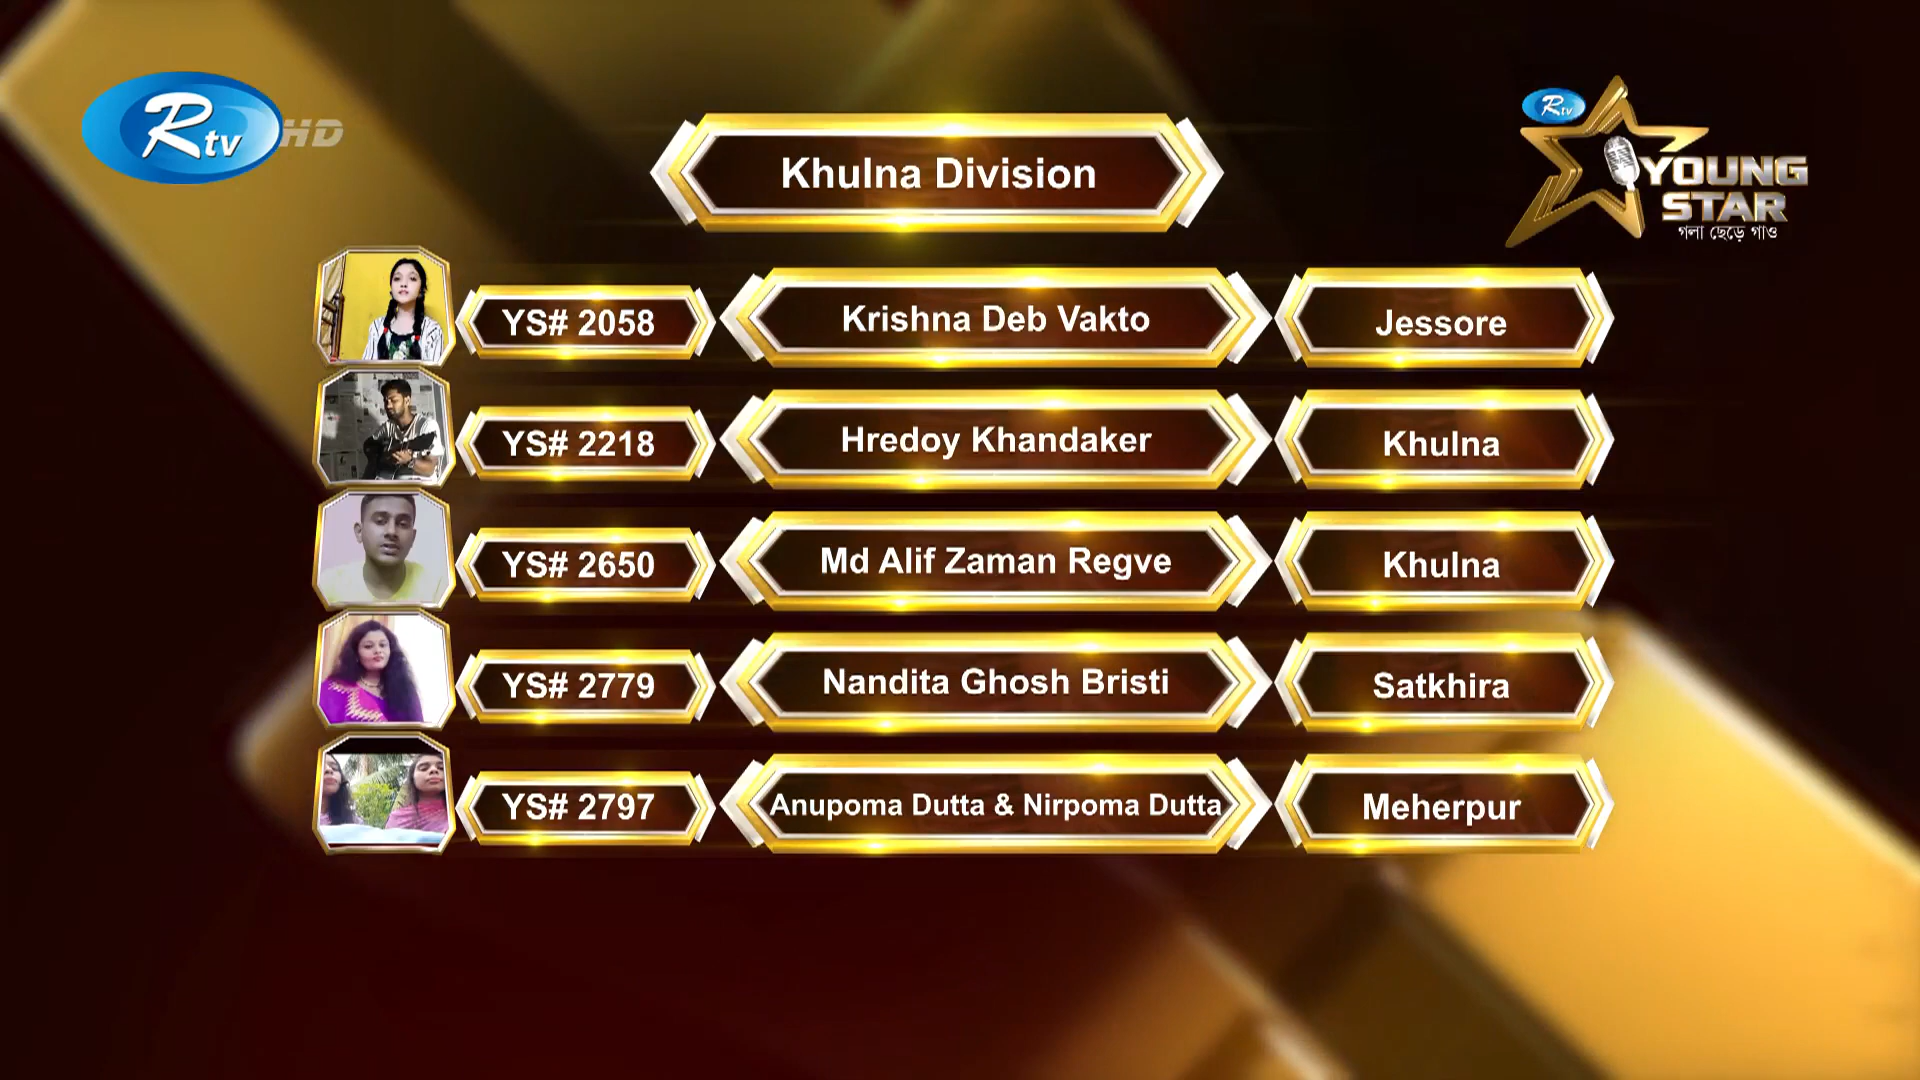 Rtv HD
Rtv
YOUNG
STAR
গলা ছেড়ে গাও
Khulna Division
YS# 2058 Krishna Deb Vakto Jessore
YS# 2218 Hredoy Khandaker Khulna
YS# 2650 Md Alif Zaman Regve Khulna
YS# 2779 Nandita Ghosh Bristi Satkhira
YS# 2797 Anupoma Dutta & Nirpoma Dutta Meherpur